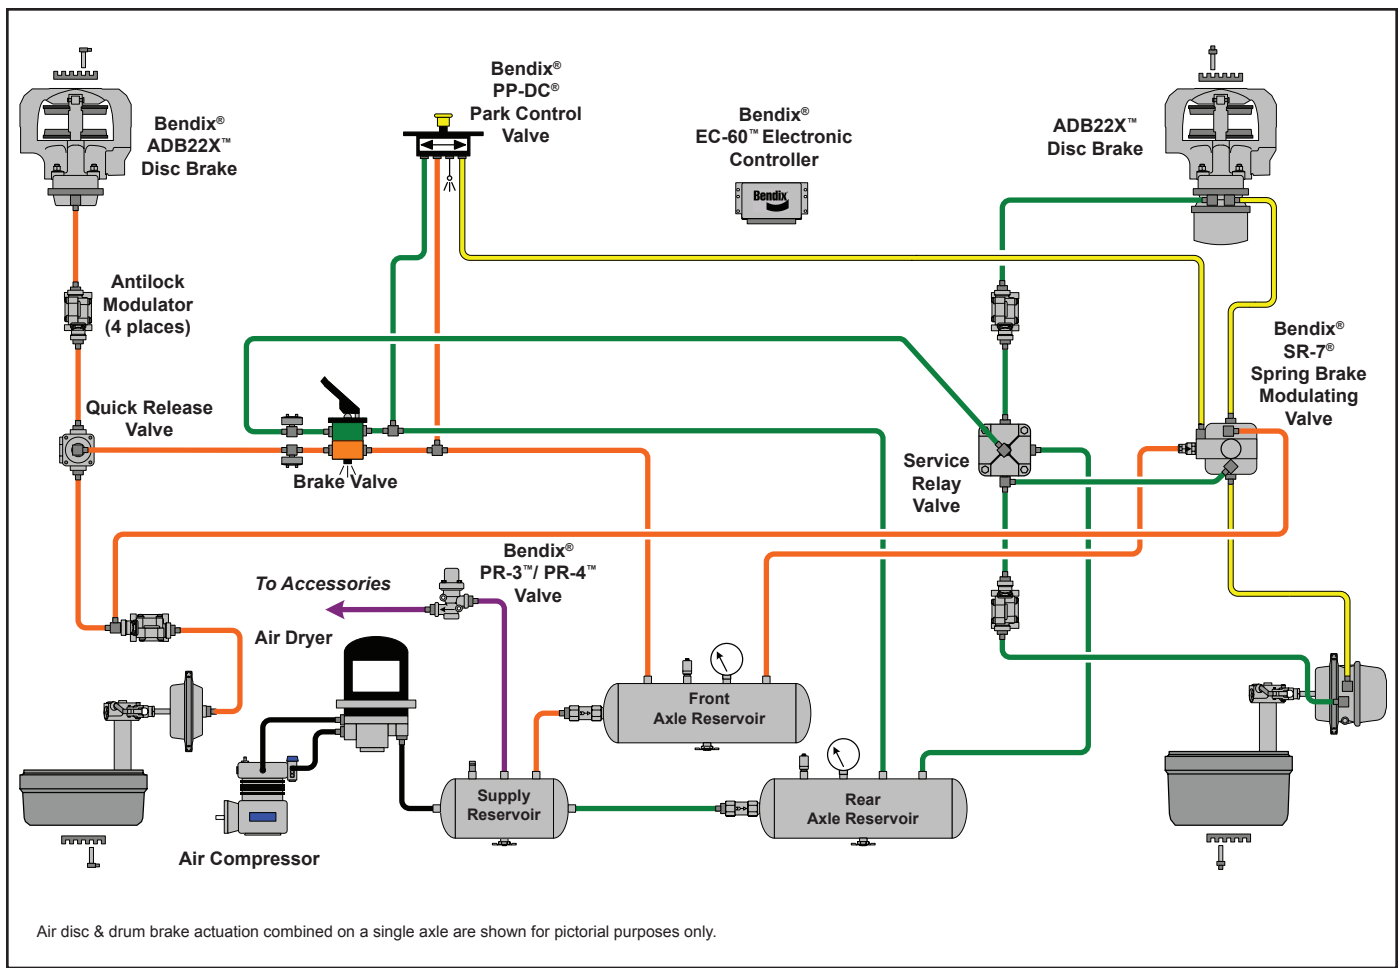 Bendix®
ADB22X™
Disc Brake
Bendix®
PP-DC®
Park Control
Valve
Bendix®
EC-60™ Electronic
Controller
Bendix
ADB22X™
Disc Brake
Antilock
Modulator
(4 places)
Bendix®
SR-7®
Spring Brake
Modulating
Valve
Quick Release
Valve
Brake Valve
Service
Relay
Valve
Bendix®
PR-3™/ PR-4™
Valve
To Accessories
Air Dryer
Front
Axle Reservoir
Supply
Reservoir
Rear
Axle Reservoir
Air Compressor
Air disc & drum brake actuation combined on a single axle are shown for pictorial purposes only.